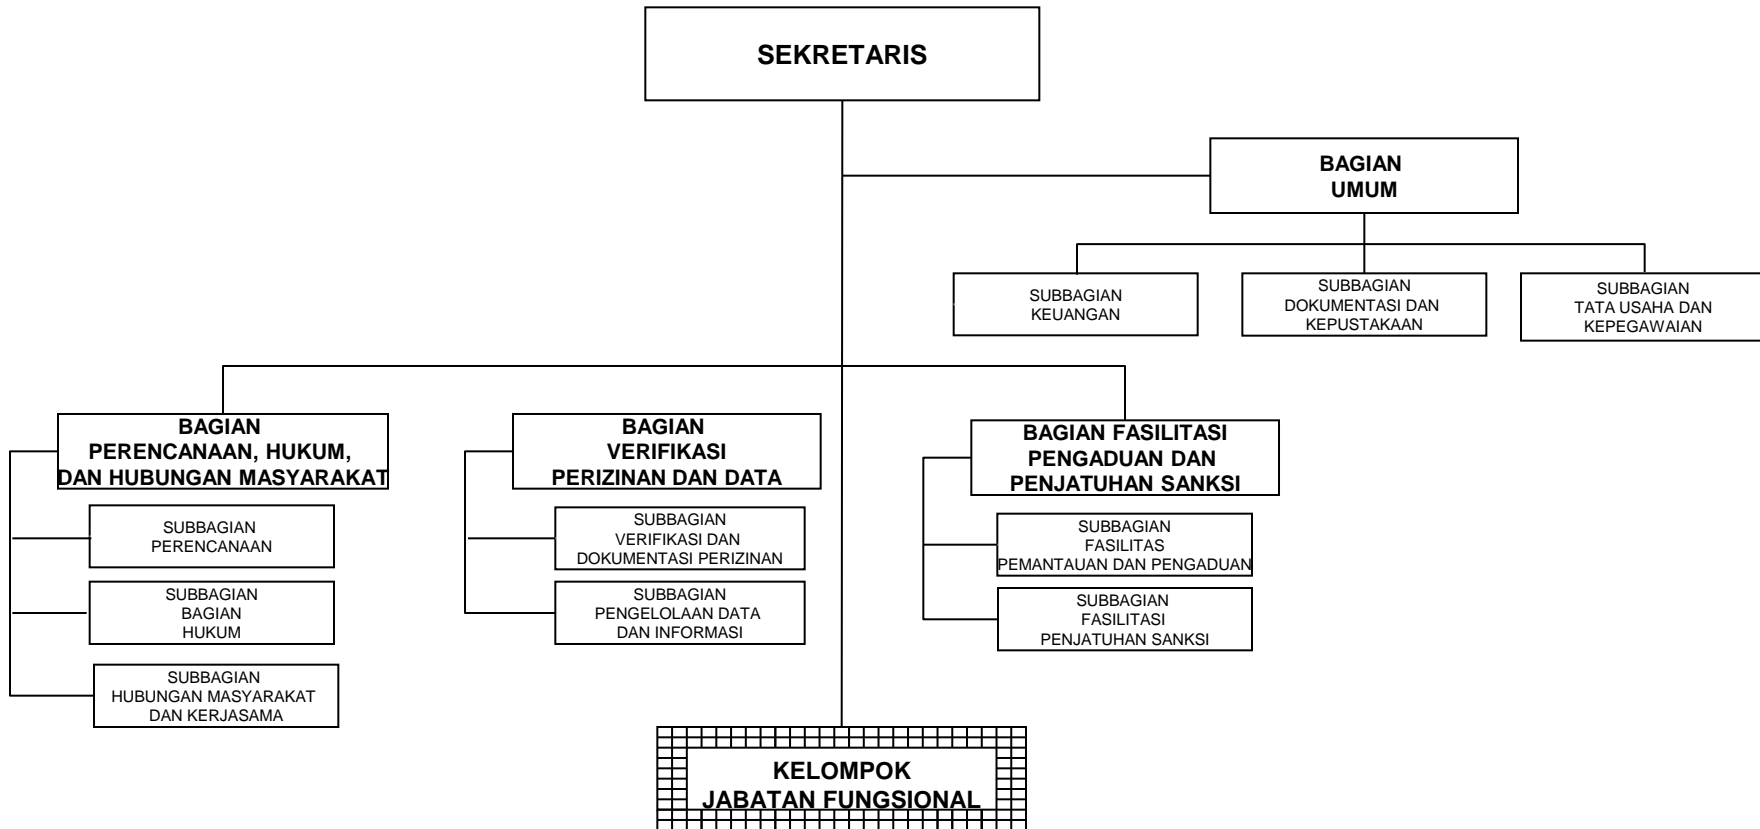 SEKRETARIS
BAGIAN
UMUM
SUBBAGIAN
KEUANGAN
SUBBAGIAN
DOKUMENTASI DAN
KEPUSTAKAAN
SUBBAGIAN
TATA USAHA DAN
KEPEGAWAIAN
BAGIAN
PERENCANAAN, HUKUM,
DAN HUBUNGAN MASYARAKAT
SUBBAGIAN
PERENCANAAN
SUBBAGIAN
BAGIAN
HUKUM
SUBBAGIAN
HUBUNGAN MASYARAKAT
DAN KERJASAMA
BAGIAN
VERIFIKASI
PERIZINAN DAN DATA
SUBBAGIAN
VERIFIKASI DAN
DOKUMENTASI PERIZINAN
SUBBAGIAN
PENGELOLAAN DATA
DAN INFORMASI
BAGIAN FASILITASI
PENGADUAN DAN
PENJATUHAN SANKSI
SUBBAGIAN
FASILITAS
PEMANTAUAN DAN PENGADUAN
SUBBAGIAN
FASILITASI
PENJATUHAN SANKSI
KELOMPOK
JABATAN FUNGSIONAL